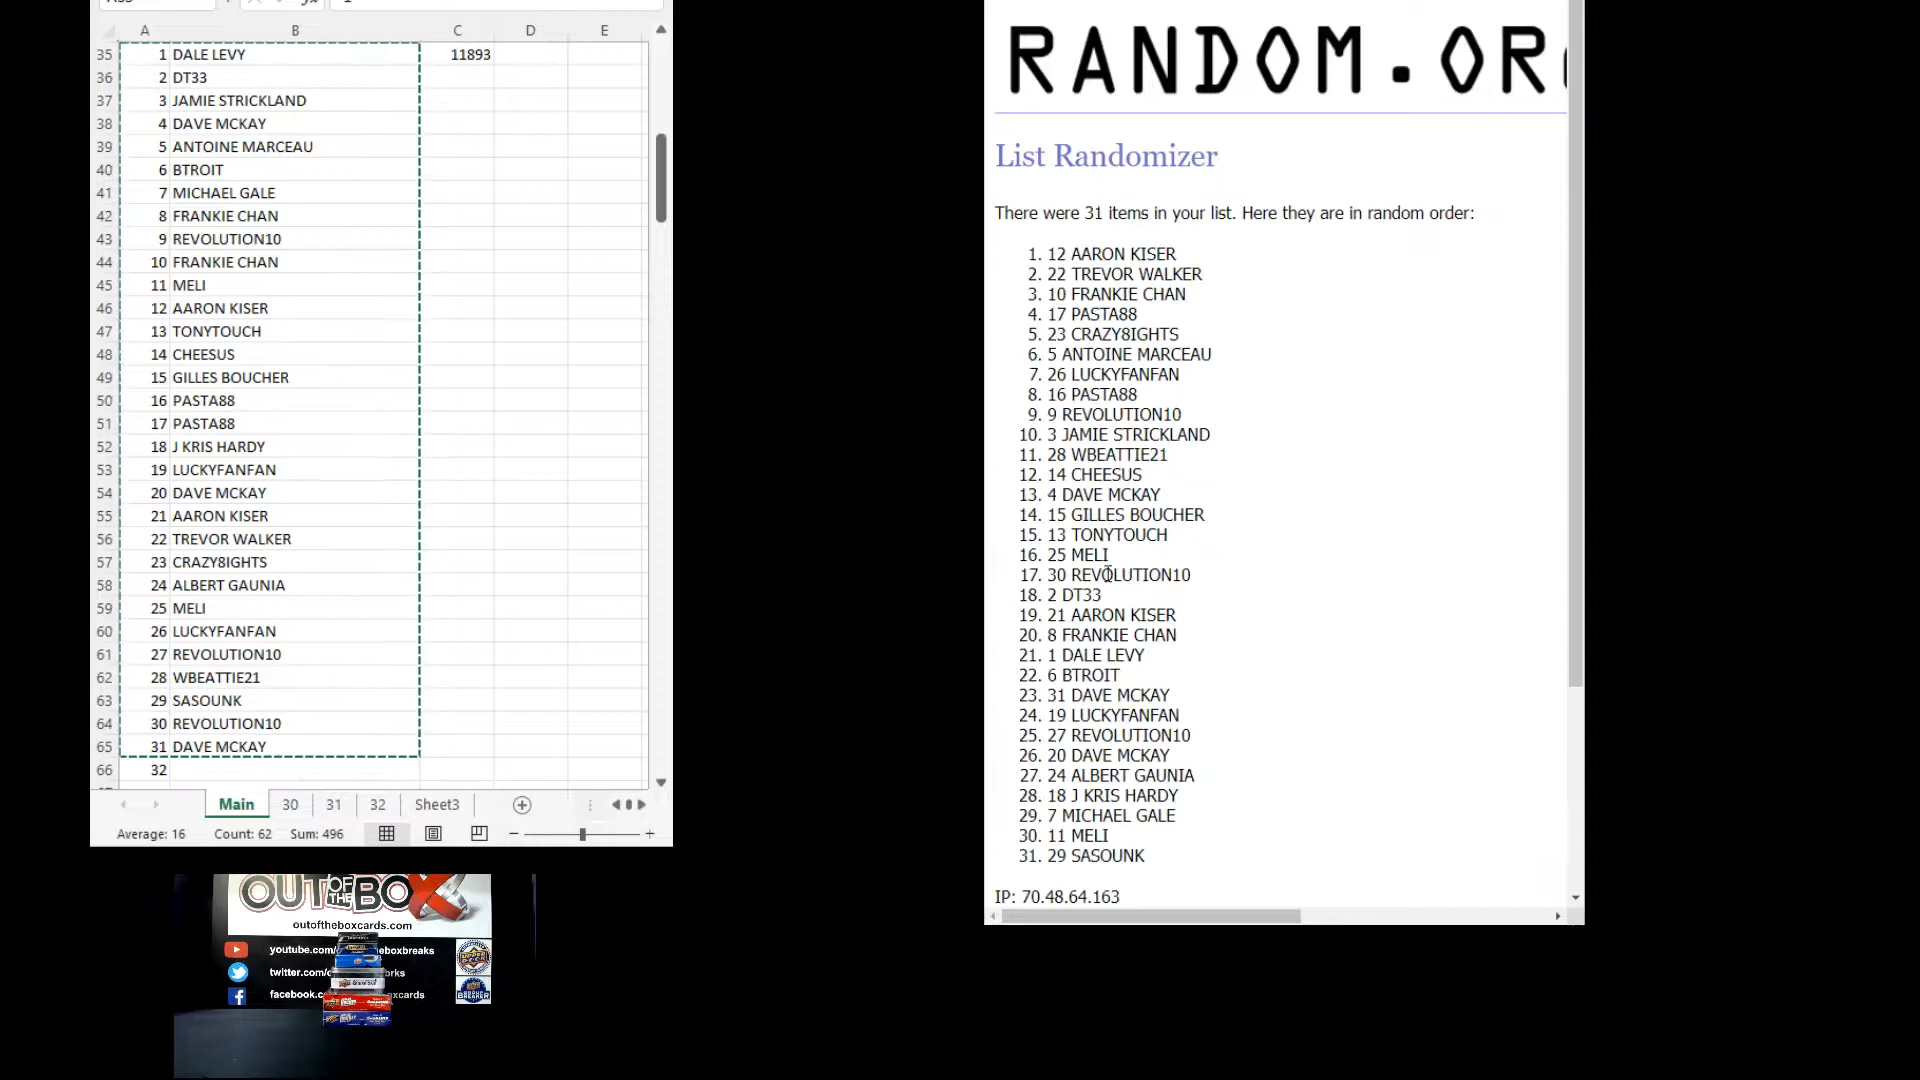 A B C D E
35 1 DALE LEVY 11893
36 2 DT33
37 3 JAMIE STRICKLAND
38 4 DAVE MCKAY
39 5 ANTOINE MARCEAU
40 6 BTROIT
41 7 MICHAEL GALE
42 8 FRANKIE CHAN
43 9 REVOLUTION10
44 10 FRANKIE CHAN
45 11 MELI
46 12 AARON KISER
47 13 TONYTOUCH
48 14 CHEESUS
49 15 GILLES BOUCHER
50 16 PASTA88
51 17 PASTA88
52 18 J KRIS HARDY
53 19 LUCKYFANFAN
54 20 DAVE MCKAY
55 21 AARON KISER
56 22 TREVOR WALKER
57 23 CRAZY8IGHTS
58 24 ALBERT GAUNIA
59 25 MELI
60 26 LUCKYFANFAN
61 27 REVOLUTION10
62 28 WBEATTIE21
63 29 SASOUNK
64 30 REVOLUTION10
65 31 DAVE MCKAY
66 32
Main 30 31 32 Sheet3
Average: 16 Count: 62 Sum: 496
OUT OF THE BOX
outoftheboxcards.com
youtube.com/ eboxbreaks
twitter.com/ rks
facebook.c xcards
RANDOM.OR
List Randomizer
There were 31 items in your list. Here they are in random order:
1. 12 AARON KISER
2. 22 TREVOR WALKER
3. 10 FRANKIE CHAN
4. 17 PASTA88
5. 23 CRAZY8IGHTS
6. 5 ANTOINE MARCEAU
7. 26 LUCKYFANFAN
8. 16 PASTA88
9. 9 REVOLUTION10
10. 3 JAMIE STRICKLAND
11. 28 WBEATTIE21
12. 14 CHEESUS
13. 4 DAVE MCKAY
14. 15 GILLES BOUCHER
15. 13 TONYTOUCH
16. 25 MELI
17. 30 REVOLUTION10
18. 2 DT33
19. 21 AARON KISER
20. 8 FRANKIE CHAN
21. 1 DALE LEVY
22. 6 BTROIT
23. 31 DAVE MCKAY
24. 19 LUCKYFANFAN
25. 27 REVOLUTION10
26. 20 DAVE MCKAY
27. 24 ALBERT GAUNIA
28. 18 J KRIS HARDY
29. 7 MICHAEL GALE
30. 11 MELI
31. 29 SASOUNK
IP: 70.48.64.163